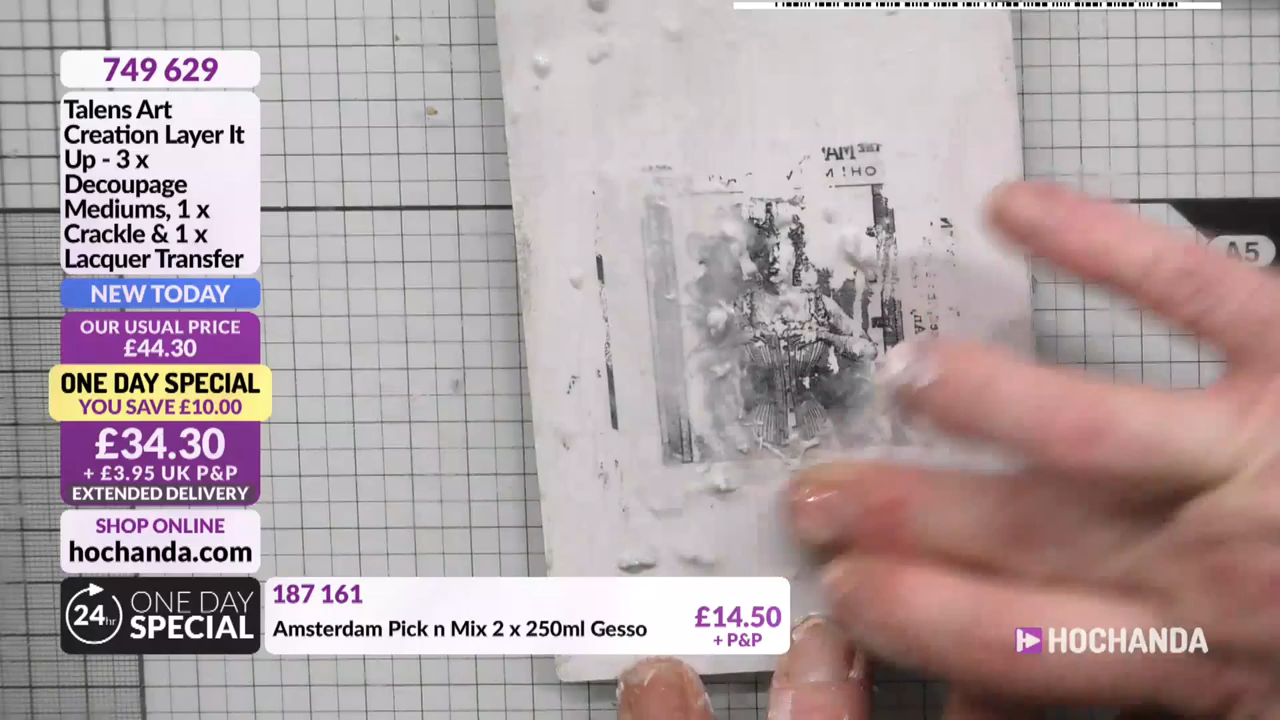 749 629
Talens Art
Creation Layer It
Up - 3 x
Decoupage
Mediums, 1 x
Crackle & 1 x
Lacquer Transfer
NEW TODAY
OUR USUAL PRICE
£44.30
ONE DAY SPECIAL
YOU SAVE £10.00
£34.30
+ £3.95 UK P&P
EXTENDED DELIVERY
SHOP ONLINE
hochanda.com
24hr
ONE DAY
SPECIAL
187 161
Amsterdam Pick n Mix 2 x 250ml Gesso
£14.50
+ P&P
A5
HOCHANDA